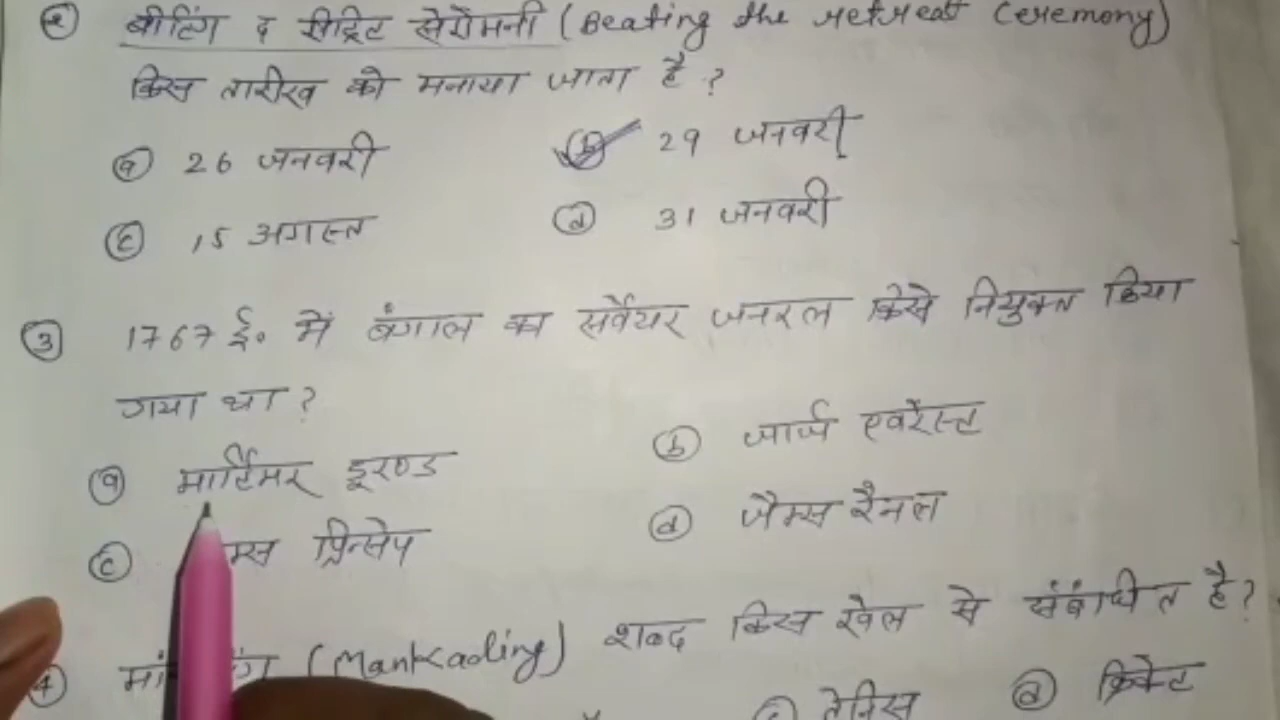 ② बीटिंग द रीट्रिट सेरोमनी (Beating the retreat Ceremony)
किस तारीख को मनाया जाता है ?
ⓐ 26 जनवरी ⓑ 29 जनवरी
ⓒ 15 अगस्त ⓓ 31 जनवरी
③ 1767 ई० में बंगाल का सर्वेयर जनरल किसे नियुक्त किया
गया था ?
ⓐ मार्टिमर डूरण्ड ⓑ जार्ज एवरेस्ट
ⓒ म्स प्रिन्सेप ⓓ जैम्स रैनल
④ (Mankading) शब्द किस खेल से संबंधित है ?
ⓒ तेनिस ⓓ क्रिकेट